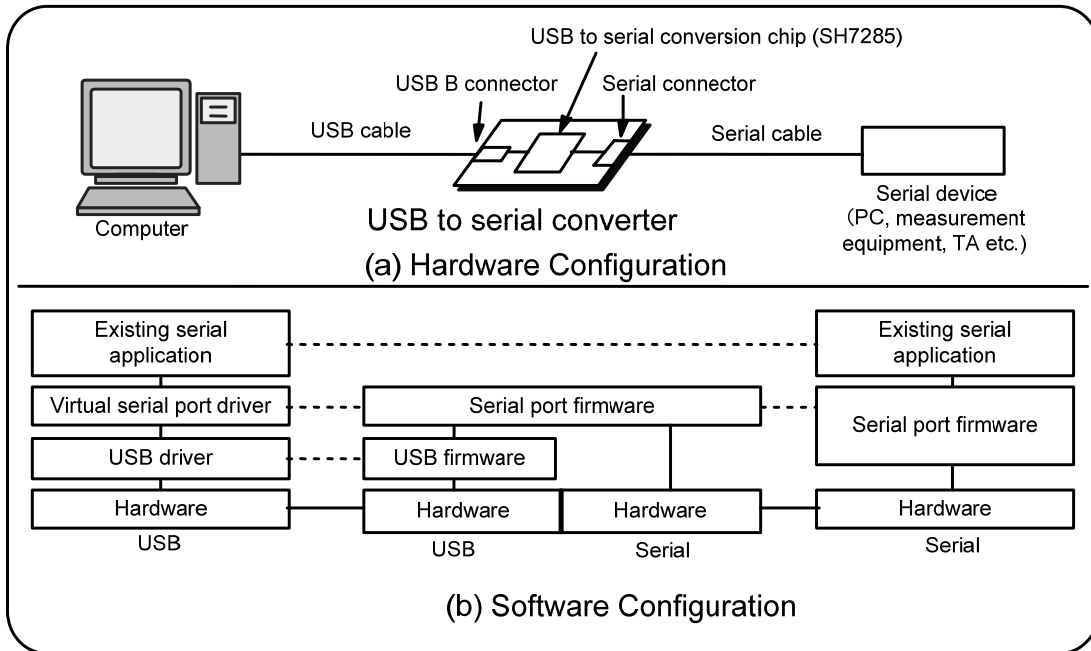 USB to serial conversion chip (SH7285)
USB B connector
Serial connector
USB cable
Serial cable
Computer
USB to serial converter
Serial device
(PC, measurement
equipment, TA etc.)
(a) Hardware Configuration
Existing serial
application
Existing serial
application
Virtual serial port driver
Serial port firmware
Serial port firmware
USB driver
USB firmware
Hardware
Hardware
Hardware
Hardware
USB
USB
Serial
Serial
(b) Software Configuration